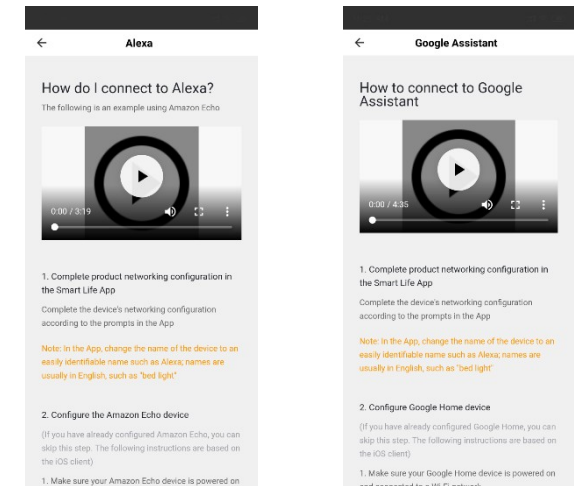 Alexa
How do I connect to Alexa?
The following is an example using Amazon Echo
0:00 / 3:19
1. Complete product networking configuration in
the Smart Life App
Complete the device's networking configuration
according to the prompts in the App
Note: In the App, change the name of the device to an
easily identifiable name such as Alexa; names are
usually in English, such as "bed light"
2. Configure the Amazon Echo device
(If you have already configured Amazon Echo, you can
skip this step. The following instructions are based on
the iOS client)
1. Make sure your Amazon Echo device is powered on
Google Assistant
How to connect to Google
Assistant
0:00 / 4:35
1. Complete product networking configuration in
the Smart Life App
Complete the device's networking configuration
according to the prompts in the App
Note: In the App, change the name of the device to an
easily identifiable name such as Alexa; names are
usually in English, such as "bed light"
2. Configure Google Home device
(If you have already configured Google Home, you can
skip this step. The following instructions are based on
the iOS client)
1. Make sure your Google Home device is powered on
and connected to a Wi-Fi network